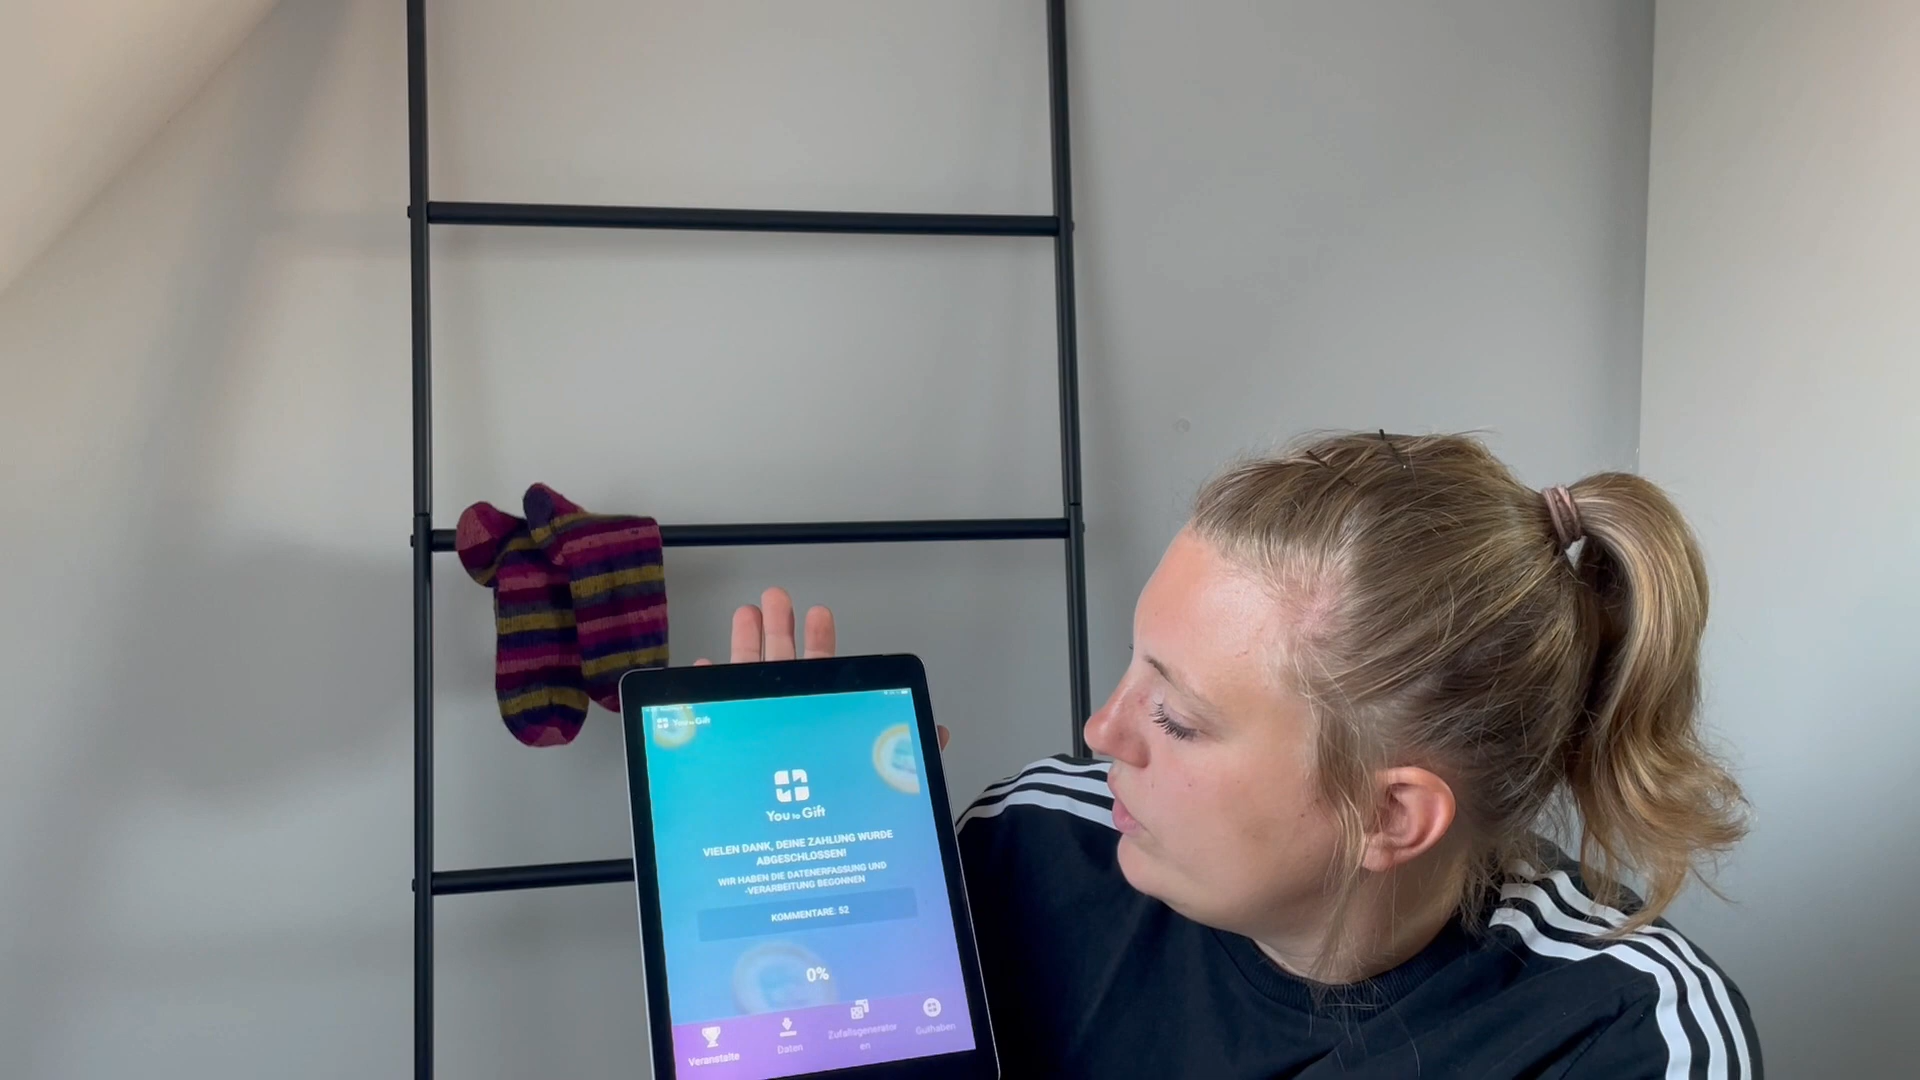 You to Gift
You to Gift
VIELEN DANK, DEINE ZAHLUNG WURDE
ABGESCHLOSSEN!
WIR HABEN DIE DATENERFASSUNG UND
-VERARBEITUNG BEGONNEN
KOMMENTARE: 52
0%
Veranstalte
Daten
Zufallsgenerator
en
Guthaben